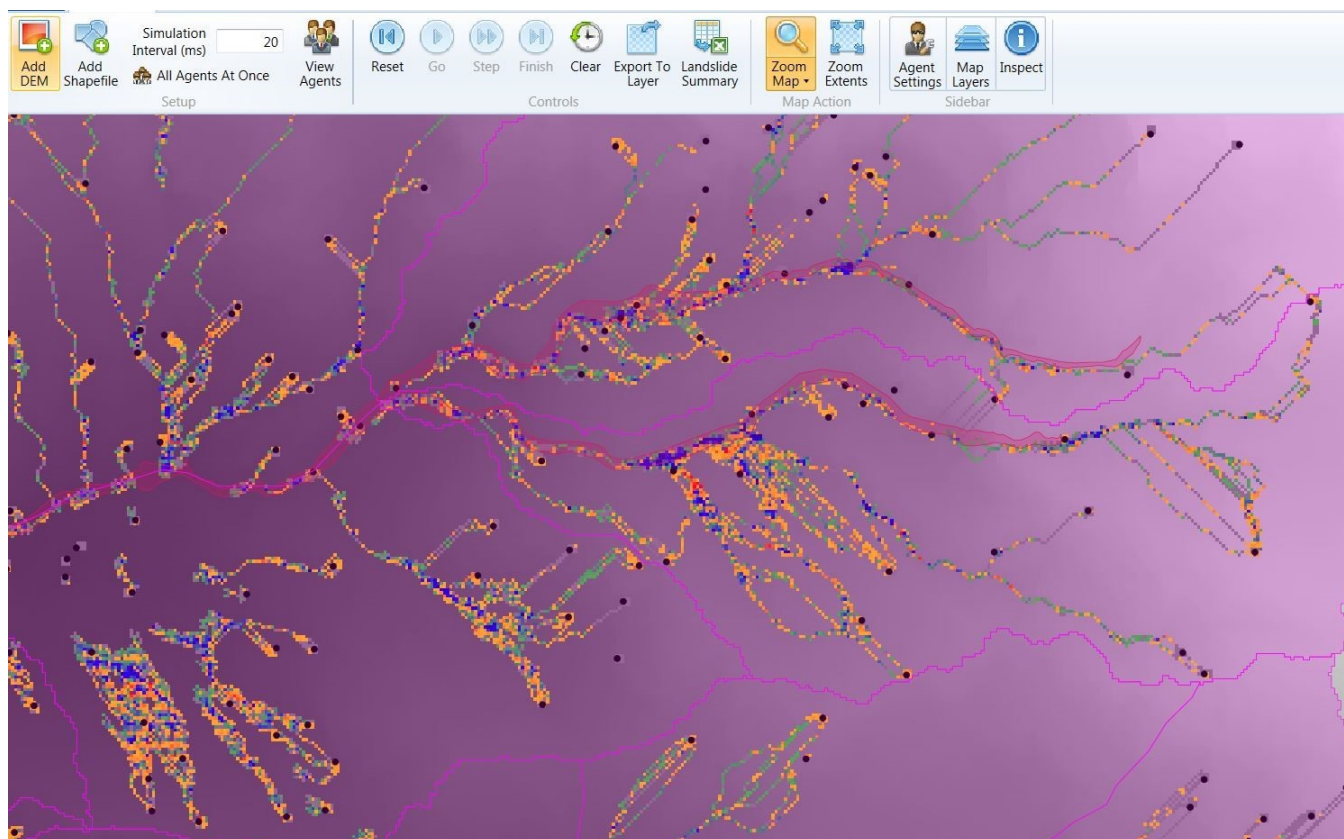 Add
DEM
Add
Shapefile
Simulation
Interval (ms)
20
All Agents At Once
View
Agents
Setup
Reset
Go
Step
Finish
Clear
Export To
Layer
Landslide
Summary
Controls
Zoom
Map
Zoom
Extents
Map Action
Agent
Settings
Map
Layers
Inspect
Sidebar